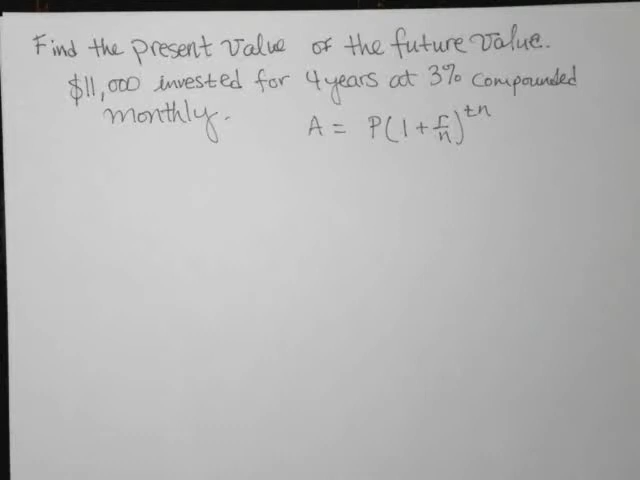 Find the present value of the future value.
$11,000 invested for 4 years at 3% compounded
monthly. A = P(1 + r/n)^tn